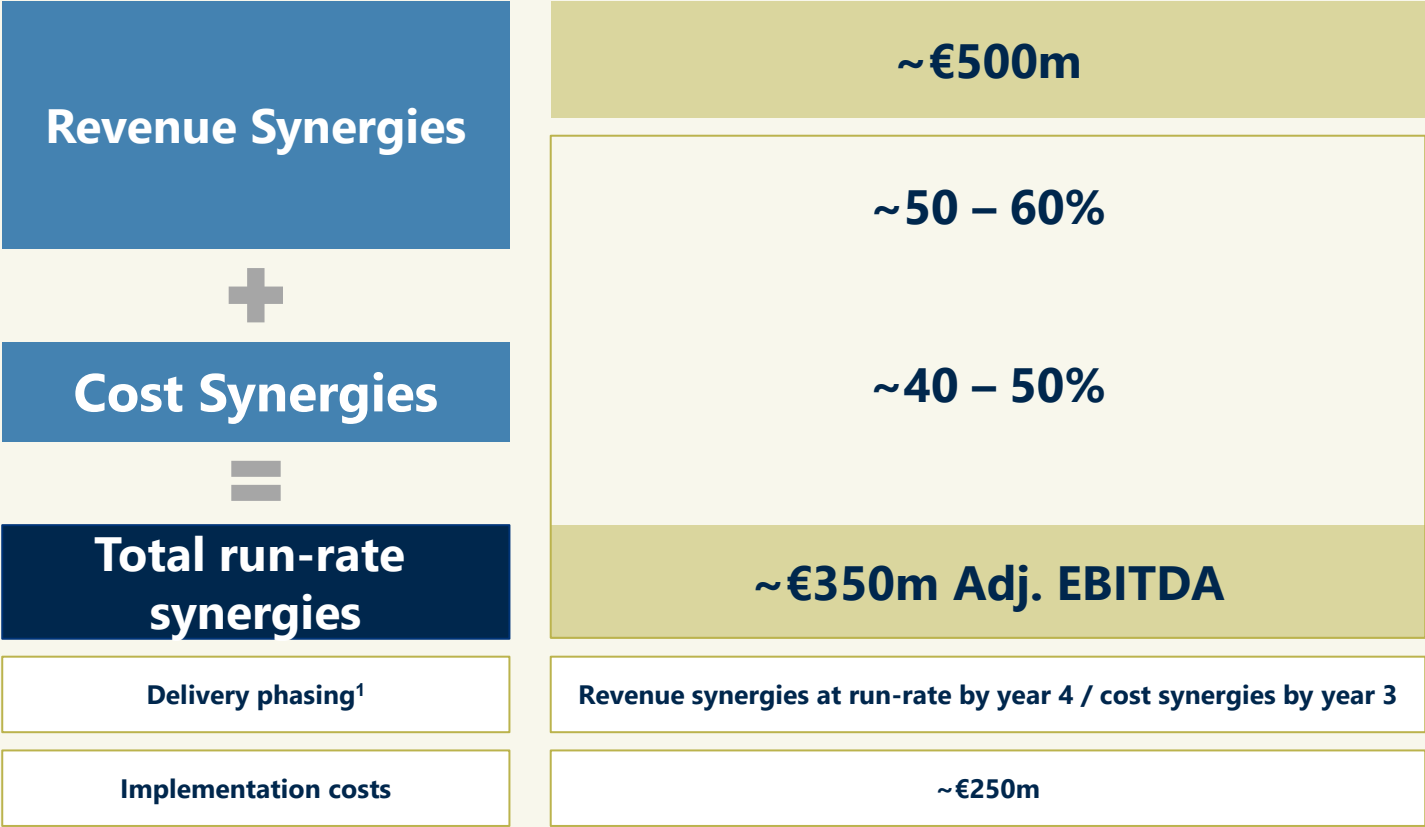 Revenue Synergies
~€500m
~50 – 60%
Cost Synergies
~40 – 50%
Total run-rate
synergies
~€350m Adj. EBITDA
Delivery phasing¹
Revenue synergies at run-rate by year 4 / cost synergies by year 3
Implementation costs
~€250m